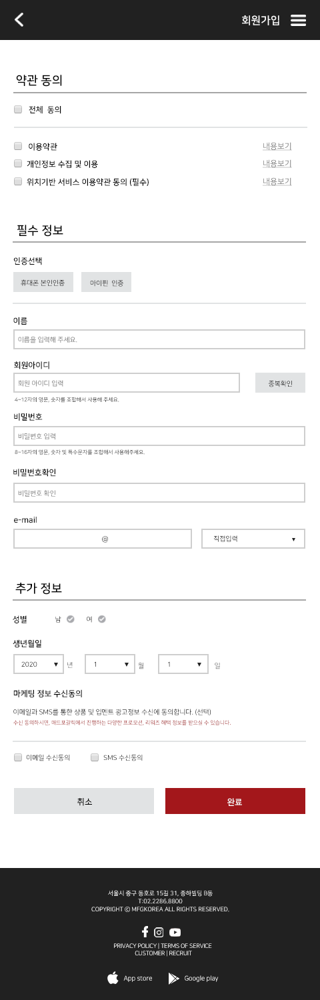 회원가입
약관 동의
전체 동의
이용약관 내용보기
개인정보 수집 및 이용 내용보기
위치기반 서비스 이용약관 동의 (필수) 내용보기
필수 정보
인증선택
휴대폰 본인인증 아이핀 인증
이름
이름을 입력해 주세요.
회원아이디
회원 아이디 입력 중복확인
4~12자의 영문, 숫자를 조합해서 사용해 주세요.
비밀번호
비밀번호 입력
8~16자의 영문, 숫자 및 특수문자를 조합해서 사용해주세요.
비밀번호확인
비밀번호 확인
e-mail
@ 직접입력 ▼
추가 정보
성별 남 여
생년월일
2020 ▼ 년 1 ▼ 월 1 ▼ 일
마케팅 정보 수신동의
이메일과 SMS를 통한 상품 및 입멘트 광고정보 수신에 동의합니다. (선택)
수신 동의하시면, 매드포갈릭에서 진행하는 다양한 프로모션, 리워즈 혜택 정보를 받으실 수 있습니다.
이메일 수신동의 SMS 수신동의
취소 완료
서울시 중구 동호로 15길 31, 종하빌딩 B동
T:02.2286.8800
COPYRIGHT © MFGKOREA ALL RIGHTS RESERVED.
PRIVACY POLICY | TERMS OF SERVICE
CUSTOMER | RECRUIT
App store Google play